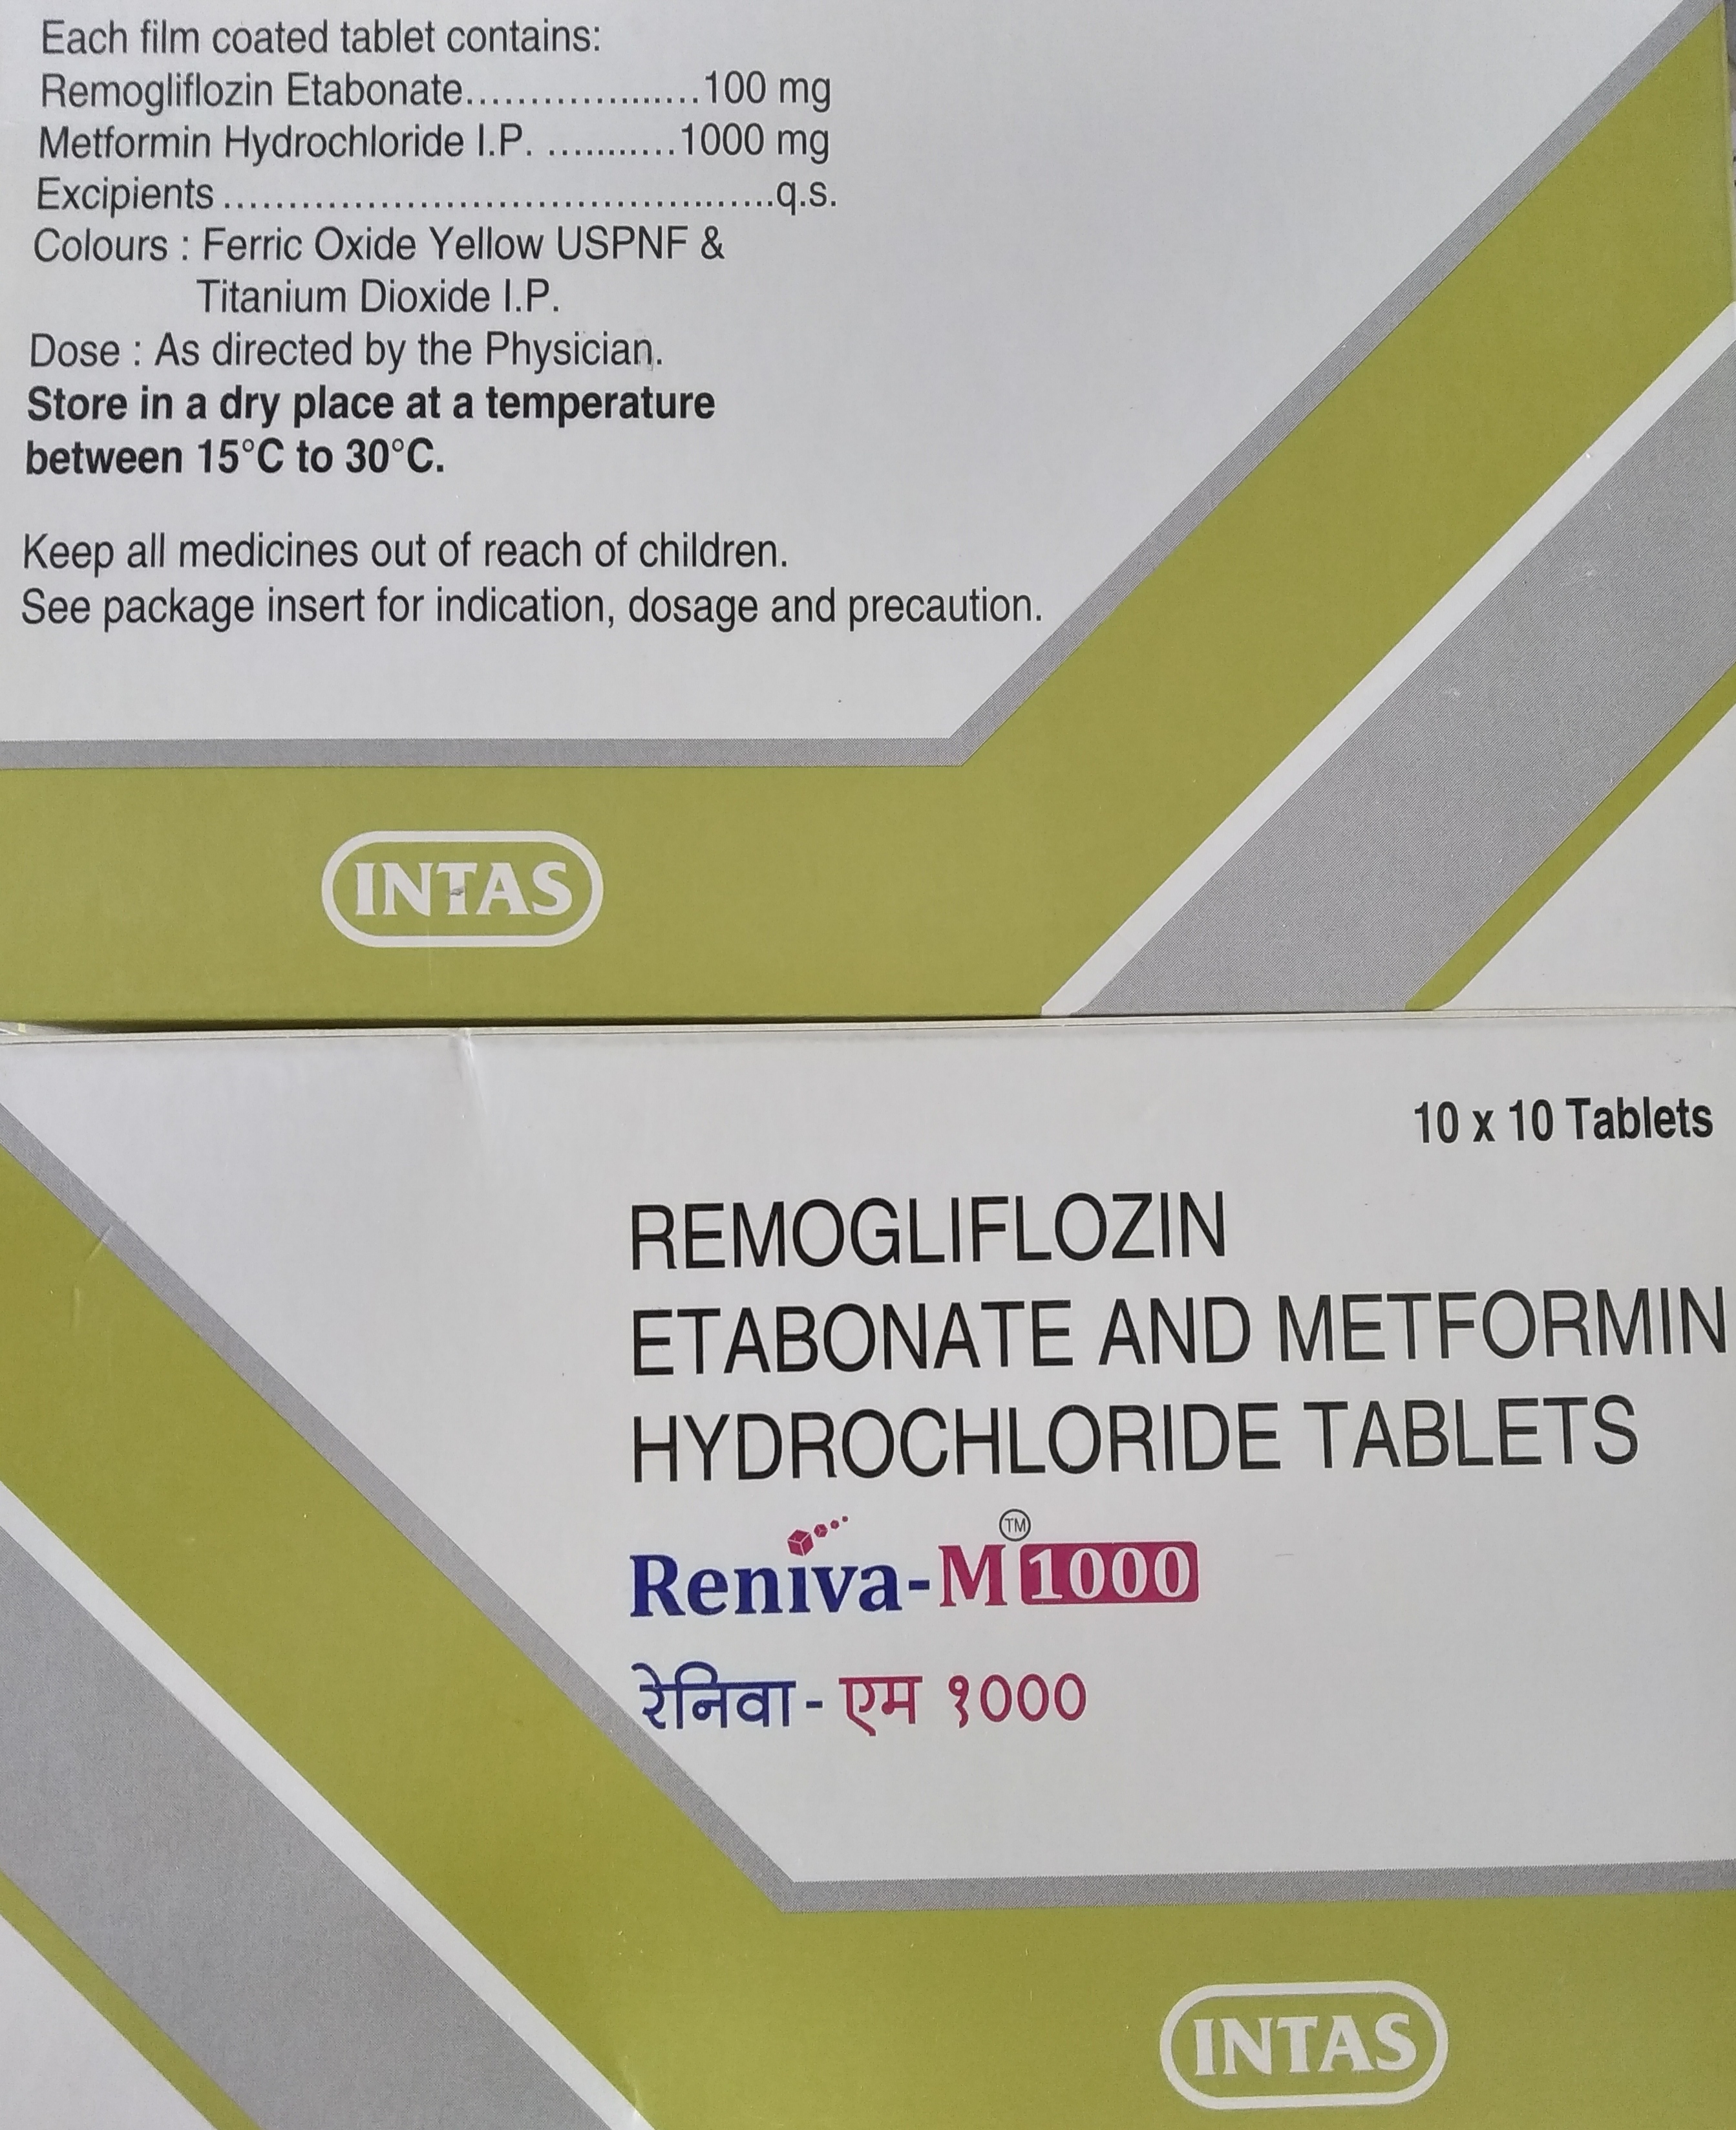 Each film coated tablet contains:
Remogliflozin Etabonate.......................100 mg
Metformin Hydrochloride I.P. ............1000 mg
Excipients ......................................................q.s.
Colours : Ferric Oxide Yellow USPNF &
Titanium Dioxide I.P.
Dose : As directed by the Physician.
Store in a dry place at a temperature
between 15°C to 30°C.
Keep all medicines out of reach of children.
See package insert for indication, dosage and precaution.
INTAS
10 x 10 Tablets
REMOGLIFLOZIN
ETABONATE AND METFORMIN
HYDROCHLORIDE TABLETS
Reniva-M™ 1000
रेनिवा - एम १०००
INTAS